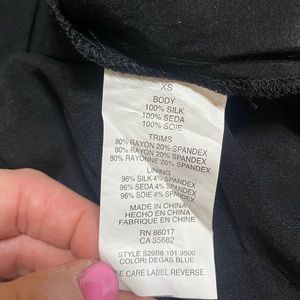 XS
BODY
100% SILK
100% SEDA
100% SOIE
TRIMS
80% RAYON 20% SPANDEX
80% RAYON 20% SPANDEX
80% RAYONNE 20% SPANDEX
LINING
96% SILK 4% SPANDEX
96% SEDA 4% SPANDEX
96% SOIE 4% SPANDEX
MADE IN CHINA
HECHO EN CHINA
FABRIQUE EN CHINE
RN 86017
CA 35682
STYLE S29B6 101 9500
COLOR: DEGAS BLUE
CARE LABEL REVERSE